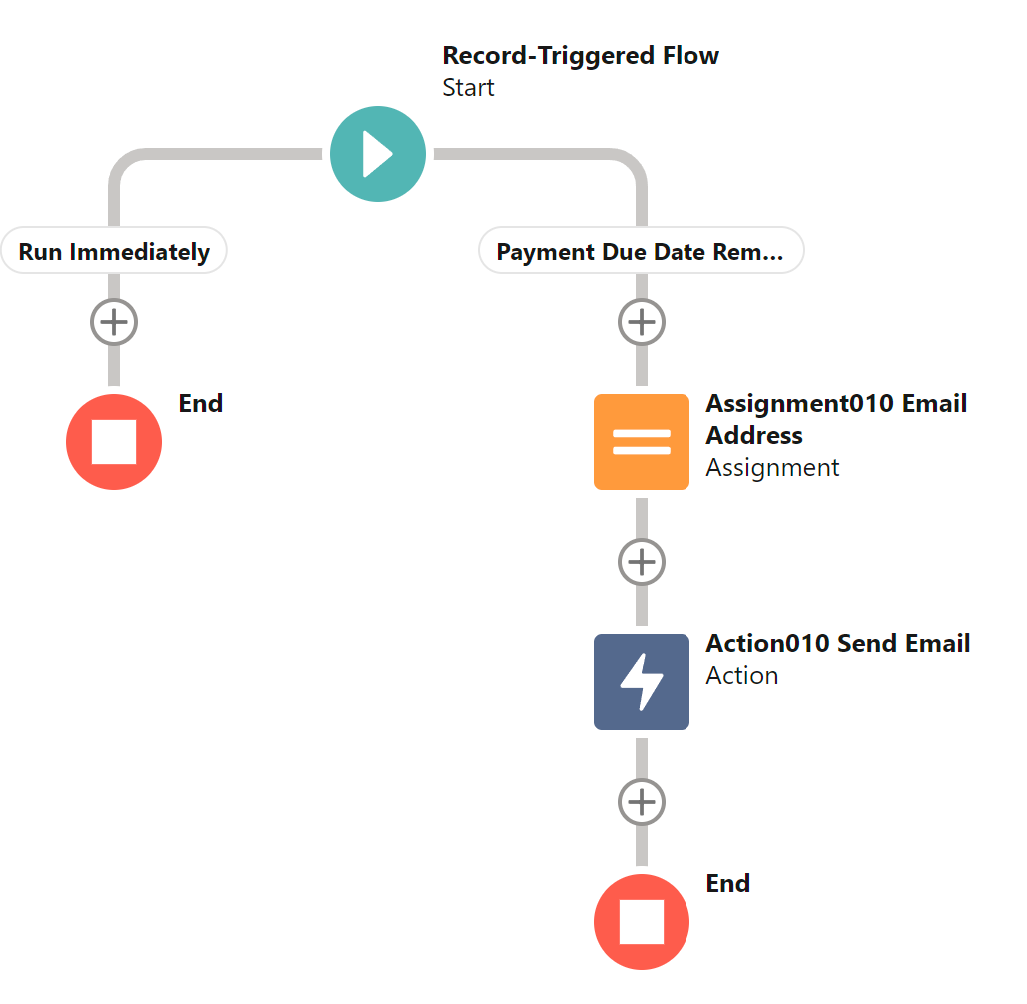 Record-Triggered Flow
Start
Run Immediately
Payment Due Date Rem...
End
Assignment010 Email
Address
Assignment
Action010 Send Email
Action
End